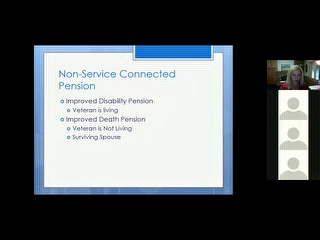 Non-Service Connected
Pension
Improved Disability Pension
Veteran is living
Improved Death Pension
Veteran is Not Living
Surviving Spouse